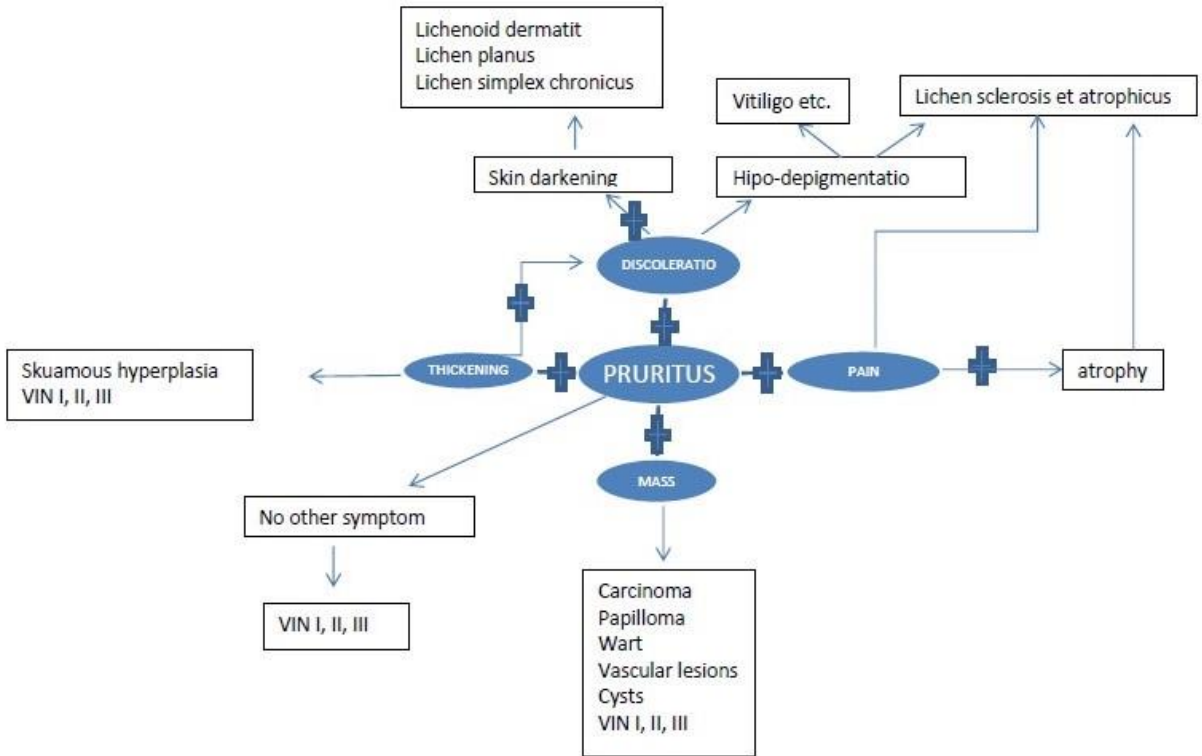 Lichenoid dermatit
Lichen planus
Lichen simplex chronicus
Vitiligo etc.
Lichen sclerosis et atrophicus
Skin darkening
Hipo-depigmentatio
DISCOLERATIO
Skuamous hyperplasia
VIN I, II, III
THICKENING
PRURITUS
PAIN
atrophy
MASS
No other symptom
VIN I, II, III
Carcinoma
Papilloma
Wart
Vascular lesions
Cysts
VIN I, II, III